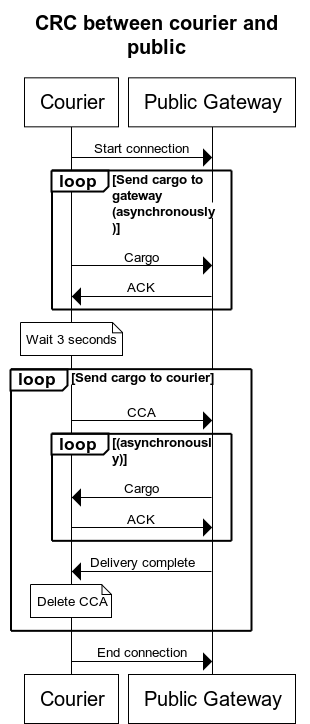 CRC between courier and
public
Courier
Public Gateway
Start connection
loop
[Send cargo to
gateway
(asynchronously
)]
Cargo
ACK
Wait 3 seconds
loop
[Send cargo to courier]
CCA
loop
[(asynchronousl
y)]
Cargo
ACK
Delivery complete
Delete CCA
End connection
Courier
Public Gateway